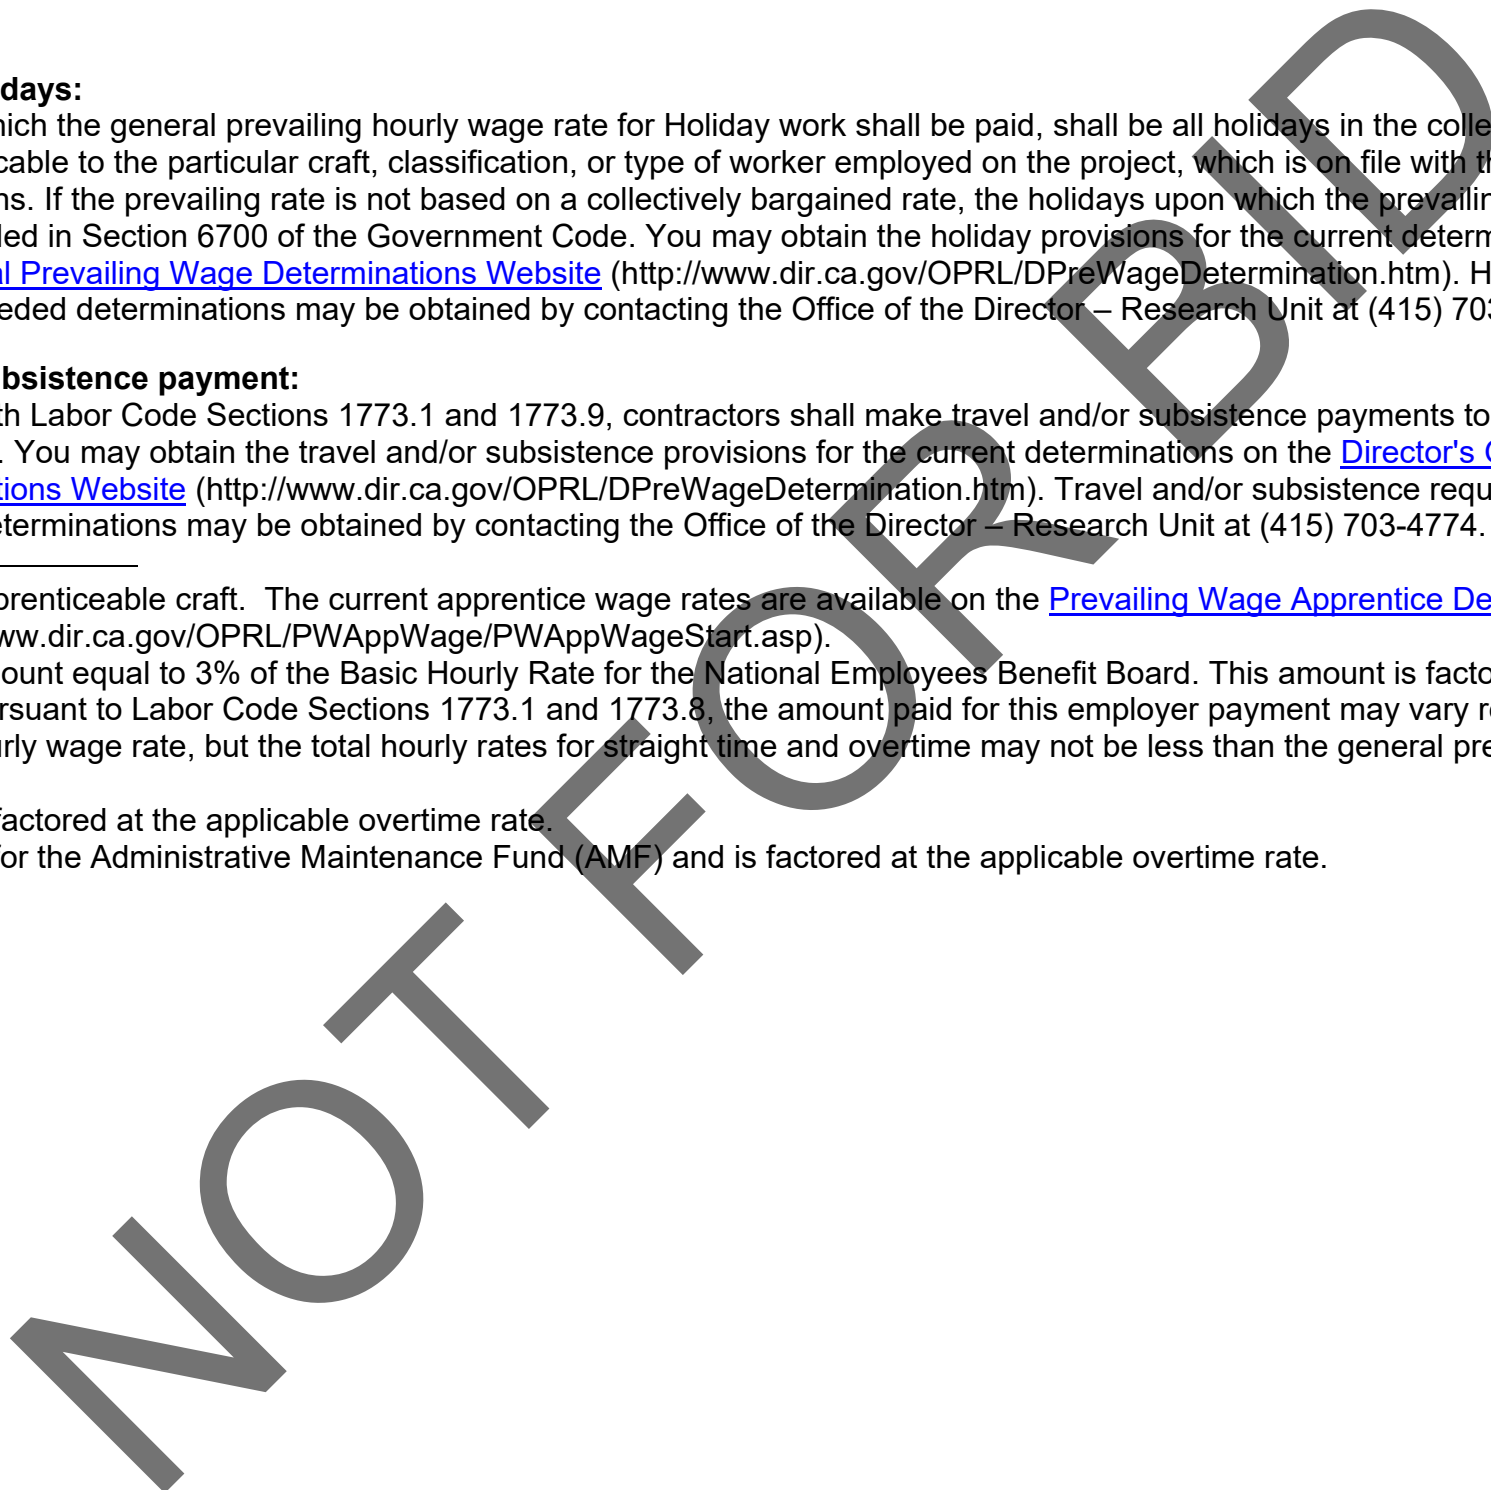 days:
hich the general prevailing hourly wage rate for Holiday work shall be paid, shall be all holidays in the colle
cable to the particular craft, classification, or type of worker employed on the project, which is on file with th
ns. If the prevailing rate is not based on a collectively bargained rate, the holidays upon which the prevailin
led in Section 6700 of the Government Code. You may obtain the holiday provisions for the current determ
al Prevailing Wage Determinations Website (http://www.dir.ca.gov/OPRL/DPreWageDetermination.htm). H
eded determinations may be obtained by contacting the Office of the Director – Research Unit at (415) 703
bsistence payment:
th Labor Code Sections 1773.1 and 1773.9, contractors shall make travel and/or subsistence payments to
. You may obtain the travel and/or subsistence provisions for the current determinations on the Director's G
tions Website (http://www.dir.ca.gov/OPRL/DPreWageDetermination.htm). Travel and/or subsistence requ
eterminations may be obtained by contacting the Office of the Director – Research Unit at (415) 703-4774.
prenticeable craft.  The current apprentice wage rates are available on the Prevailing Wage Apprentice De
ww.dir.ca.gov/OPRL/PWAppWage/PWAppWageStart.asp).
ount equal to 3% of the Basic Hourly Rate for the National Employees Benefit Board. This amount is facto
rsuant to Labor Code Sections 1773.1 and 1773.8, the amount paid for this employer payment may vary re
urly wage rate, but the total hourly rates for straight time and overtime may not be less than the general pre
factored at the applicable overtime rate.
for the Administrative Maintenance Fund (AMF) and is factored at the applicable overtime rate.
NOT FOR BID